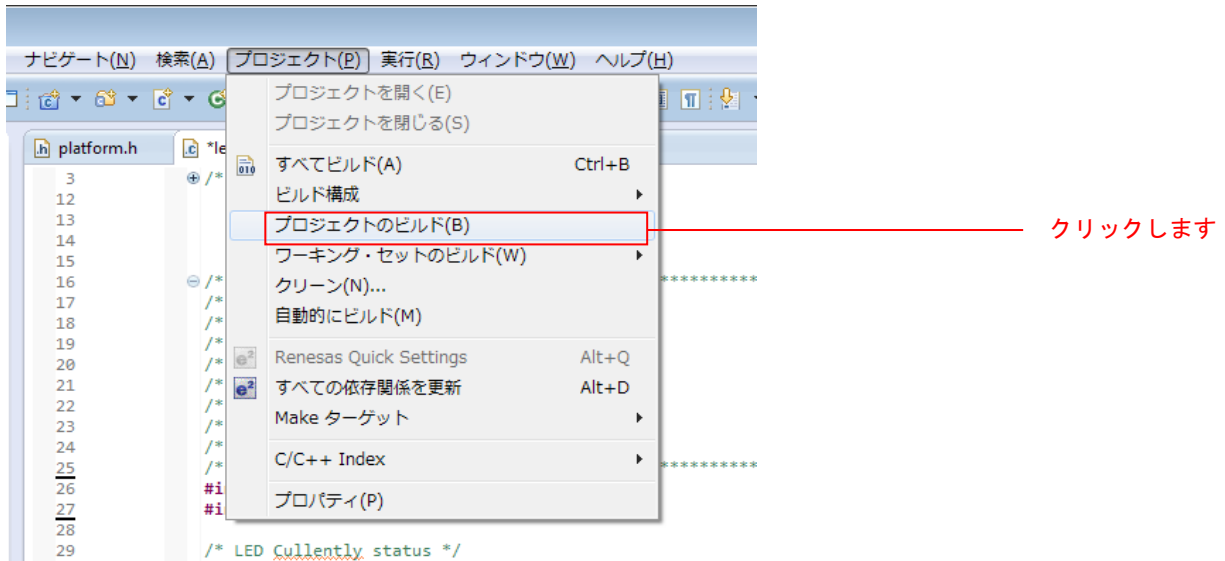 ナビゲート(N) 検索(A) プロジェクト(P) 実行(R) ウィンドウ(W) ヘルプ(H)
プロジェクトを開く(E)
プロジェクトを閉じる(S)
platform.h *le
すべてビルド(A) Ctrl+B
3 /*
ビルド構成
12
プロジェクトのビルド(B) クリックします
13
14
ワーキング・セットのビルド(W)
15
16 /* ***********
クリーン(N)...
17 /*
自動的にビルド(M)
18 /*
19 /*
Renesas Quick Settings Alt+Q
20 /*
すべての依存関係を更新 Alt+D
21 /*
22 /*
Make ターゲット
23 /*
24 /*
C/C++ Index
25 /* ***********
26 #i
プロパティ(P)
27 #i
28
29 /* LED Cullently status */